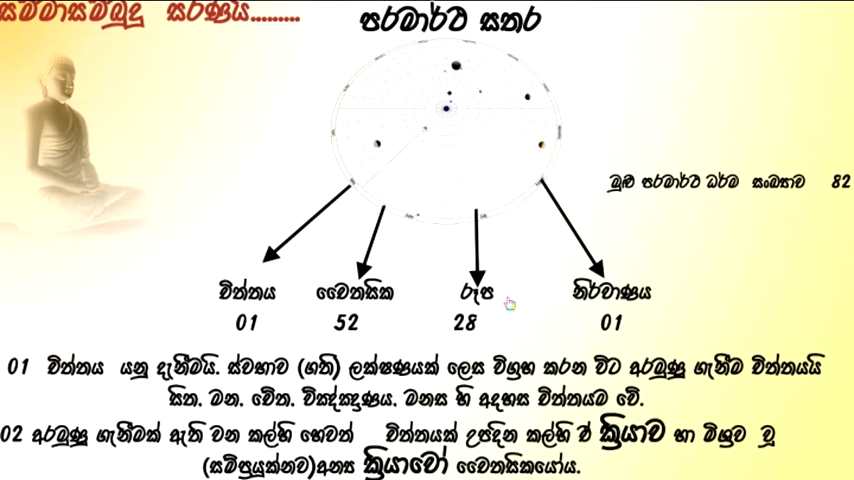 සම්මාසම්බුදු සරණයි.........
පරමාර්ථ සතර
මුළු පරමාර්ථ ධර්ම සංඛ්‍යාව 82
චිත්තය චෛතසික රූප නිර්වාණය
01 52 28 01
01 චිත්තය යනු දැනීමයි. ස්වභාව (ගති) ලක්ෂණයක් ලෙස විග්‍රහ කරන විට අරමුණු ගැනීම චිත්තයයි
සිත, මන, චේත, විඤ්ඤාණය, මනස හි අදහස චිත්තයම වේ.
02 අරමුණු ගැනීමක් ඇති වන කල්හි හෙවත් චිත්තයක් උපදින කල්හි ඒ ක්‍රියාව හා මිශ්‍රව වූ
(සම්ප්‍රයුක්තව)අන්‍ය ක්‍රියාවෝ චෛතසිකයෝය.